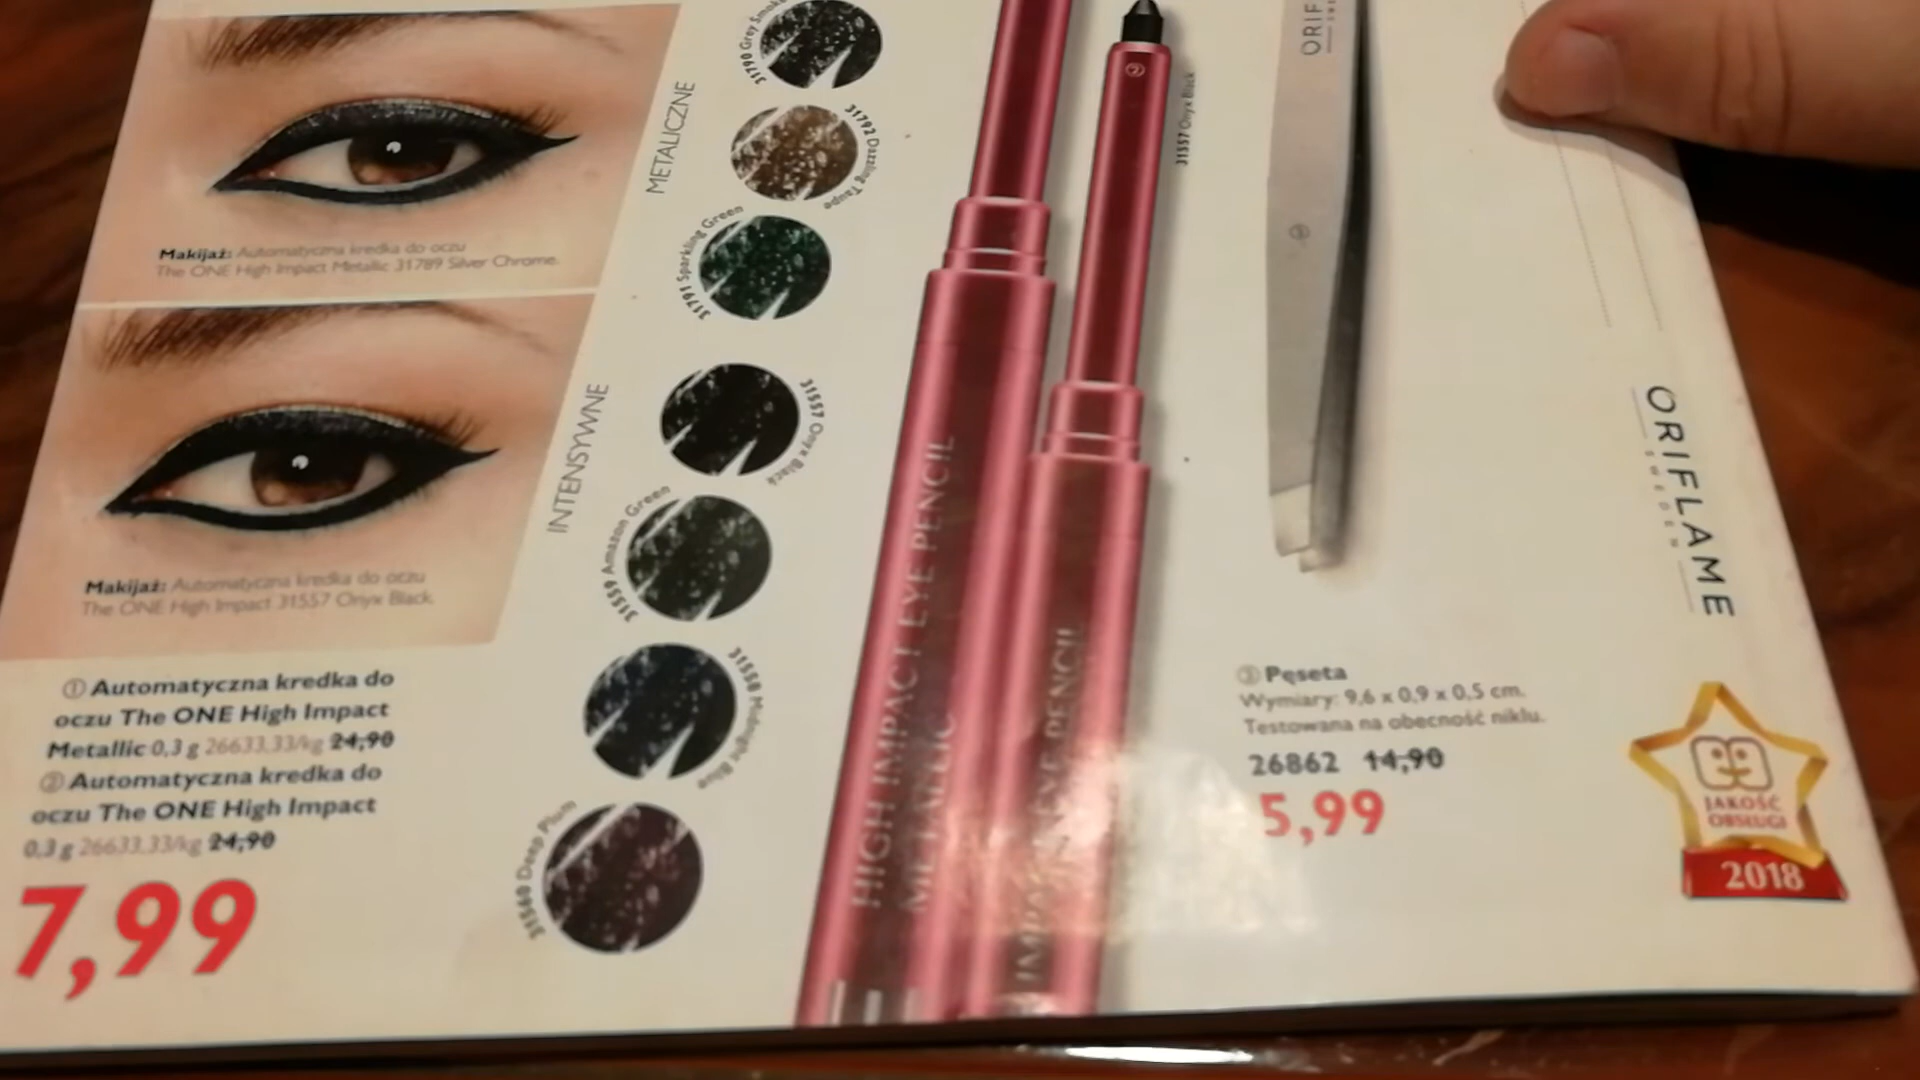 Makijaż: Automatyczna kredka do oczu
The ONE High Impact Metallic 31789 Silver Chrome.
Makijaż: Automatyczna kredka do oczu
The ONE High Impact 31557 Onyx Black.
① Automatyczna kredka do
oczu The ONE High Impact
Metallic 0,3 g 26633.33/kg 24,90
② Automatyczna kredka do
oczu The ONE High Impact
0,3 g 26633.33/kg 24,90
7,99
METALICZNE
31790 Grey Smoke
31792 Dazzling Taupe
31791 Sparkling Green
INTENSYWNE
31557 Onyx Black
31559 Amazon Green
31558 Midnight Blue
31560 Deep Plum
HIGH IMPACT EYE PENCIL
METALLIC
IMPACT EYE PENCIL
②
31557 Onyx Black
ORIF
③
③ Pęseta
Wymiary: 9,6 x 0,9 x 0,5 cm.
Testowana na obecność niklu.
26862 14,90
5,99
ORIFLAME
SWEDEN
JAKOŚĆ
OBSŁUGI
2018